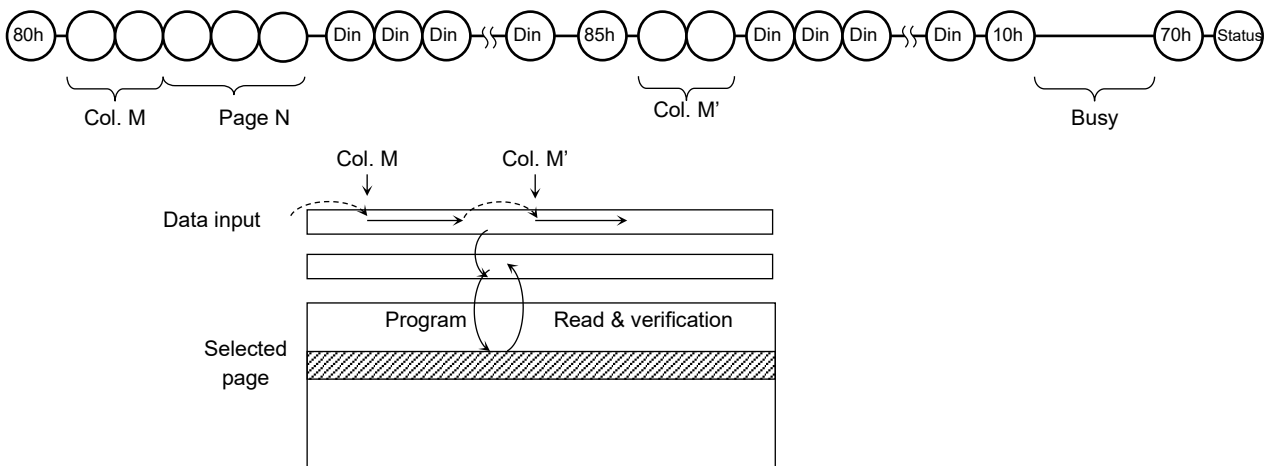 80h Din Din Din Din 85h Din Din Din Din 10h 70h Status
Col. M Page N Col. M’ Busy
Col. M Col. M’
Data input
Program Read & verification
Selected
page